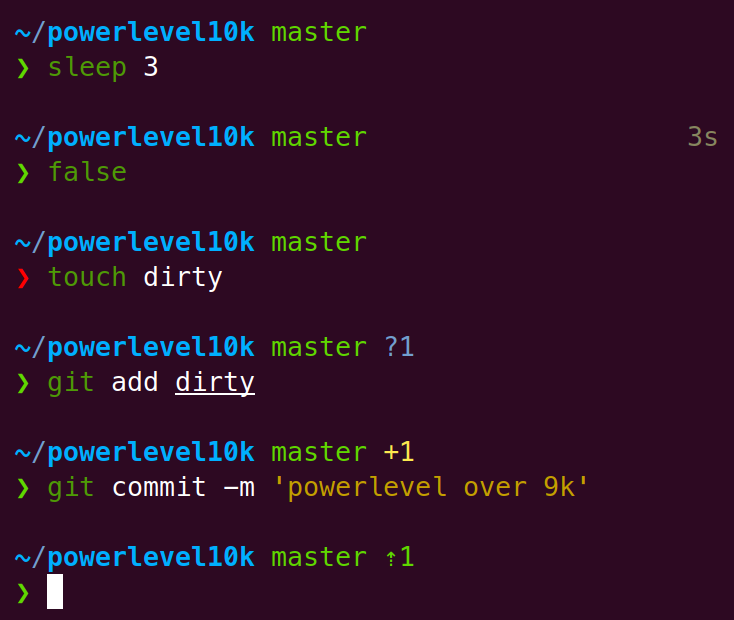 ~/powerlevel10k master
❯ sleep 3
~/powerlevel10k master 3s
❯ false
~/powerlevel10k master
❯ touch dirty
~/powerlevel10k master ?1
❯ git add dirty
~/powerlevel10k master +1
❯ git commit -m 'powerlevel over 9k'
~/powerlevel10k master ⇡1
❯